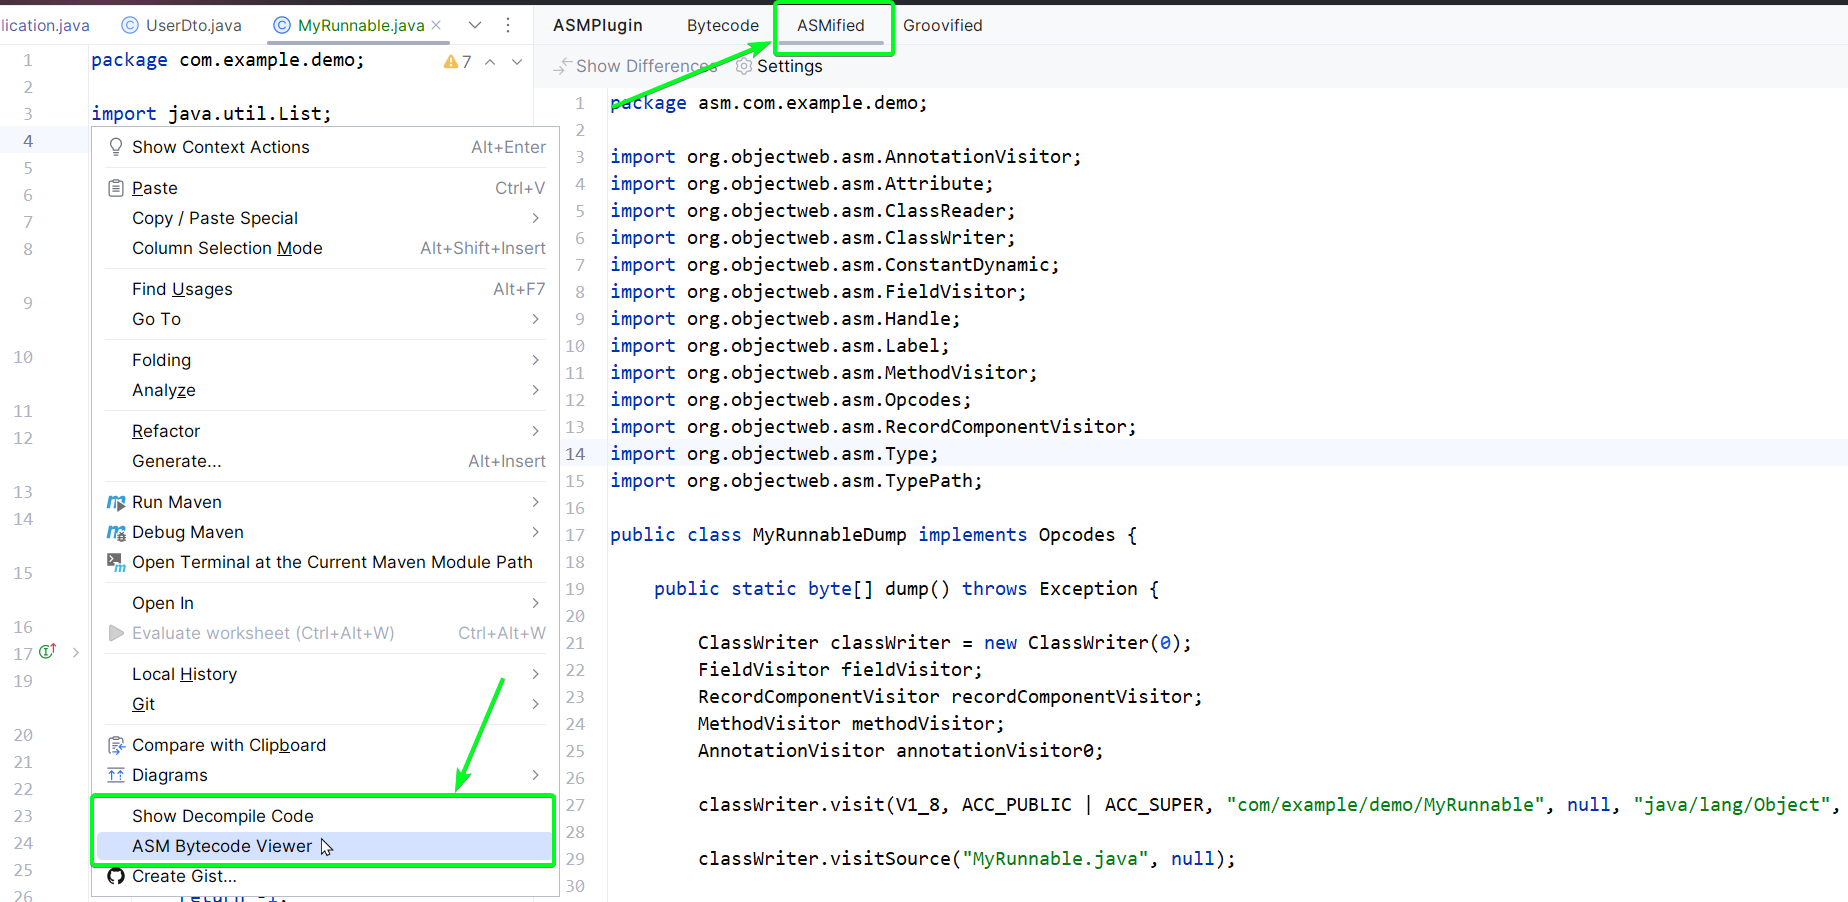 lication.java
UserDto.java
MyRunnable.java
7
1 package com.example.demo;
2
3 import java.util.List;
4
5
6
7
8
9
10
11
12
13
14
15
16
17
19
20
21
22
23
24
25
26
Show Context Actions Alt+Enter
Paste Ctrl+V
Copy / Paste Special
Column Selection Mode Alt+Shift+Insert
Find Usages Alt+F7
Go To
Folding
Analyze
Refactor
Generate... Alt+Insert
Run Maven
Debug Maven
Open Terminal at the Current Maven Module Path
Open In
Evaluate worksheet (Ctrl+Alt+W) Ctrl+Alt+W
Local History
Git
Compare with Clipboard
Diagrams
Show Decompile Code
ASM Bytecode Viewer
Create Gist...
return -1;
ASMPlugin Bytecode ASMified Groovified
Show Differences Settings
1 package asm.com.example.demo;
2
3 import org.objectweb.asm.AnnotationVisitor;
4 import org.objectweb.asm.Attribute;
5 import org.objectweb.asm.ClassReader;
6 import org.objectweb.asm.ClassWriter;
7 import org.objectweb.asm.ConstantDynamic;
8 import org.objectweb.asm.FieldVisitor;
9 import org.objectweb.asm.Handle;
10 import org.objectweb.asm.Label;
11 import org.objectweb.asm.MethodVisitor;
12 import org.objectweb.asm.Opcodes;
13 import org.objectweb.asm.RecordComponentVisitor;
14 import org.objectweb.asm.Type;
15 import org.objectweb.asm.TypePath;
16
17 public class MyRunnableDump implements Opcodes {
18
19 public static byte[] dump() throws Exception {
20
21 ClassWriter classWriter = new ClassWriter(0);
22 FieldVisitor fieldVisitor;
23 RecordComponentVisitor recordComponentVisitor;
24 MethodVisitor methodVisitor;
25 AnnotationVisitor annotationVisitor0;
26
27 classWriter.visit(V1_8, ACC_PUBLIC | ACC_SUPER, "com/example/demo/MyRunnable", null, "java/lang/Object",
28
29 classWriter.visitSource("MyRunnable.java", null);
30